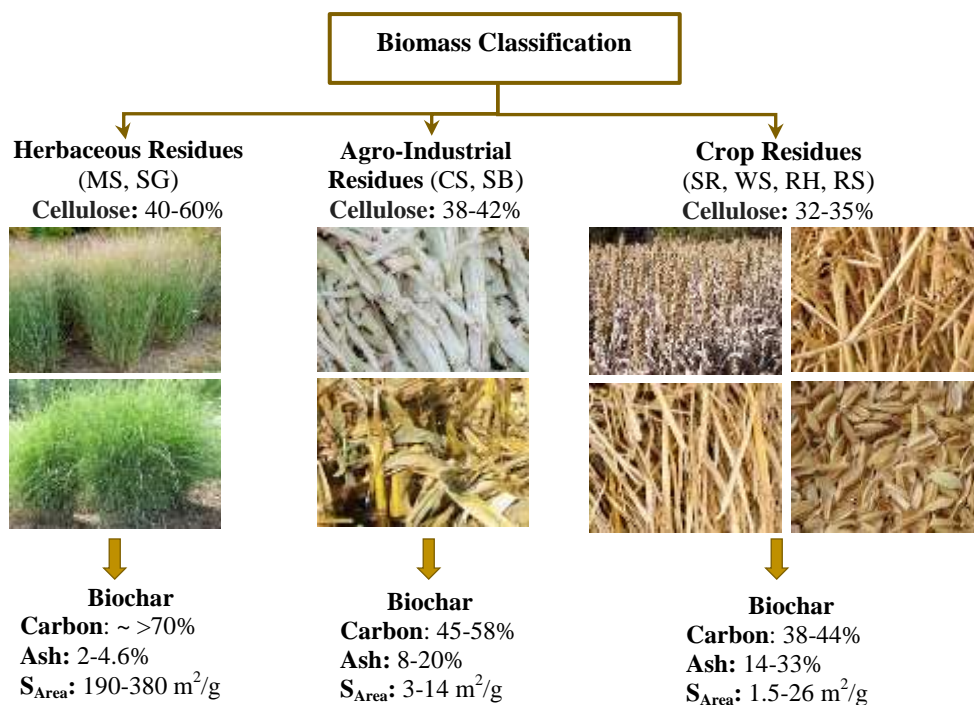 Biomass Classification
Herbaceous Residues
(MS, SG)
Cellulose: 40-60%
Agro-Industrial
Residues (CS, SB)
Cellulose: 38-42%
Crop Residues
(SR, WS, RH, RS)
Cellulose: 32-35%
Biochar
Carbon: ~ >70%
Ash: 2-4.6%
S_Area: 190-380 m²/g
Biochar
Carbon: 45-58%
Ash: 8-20%
S_Area: 3-14 m²/g
Biochar
Carbon: 38-44%
Ash: 14-33%
S_Area: 1.5-26 m²/g